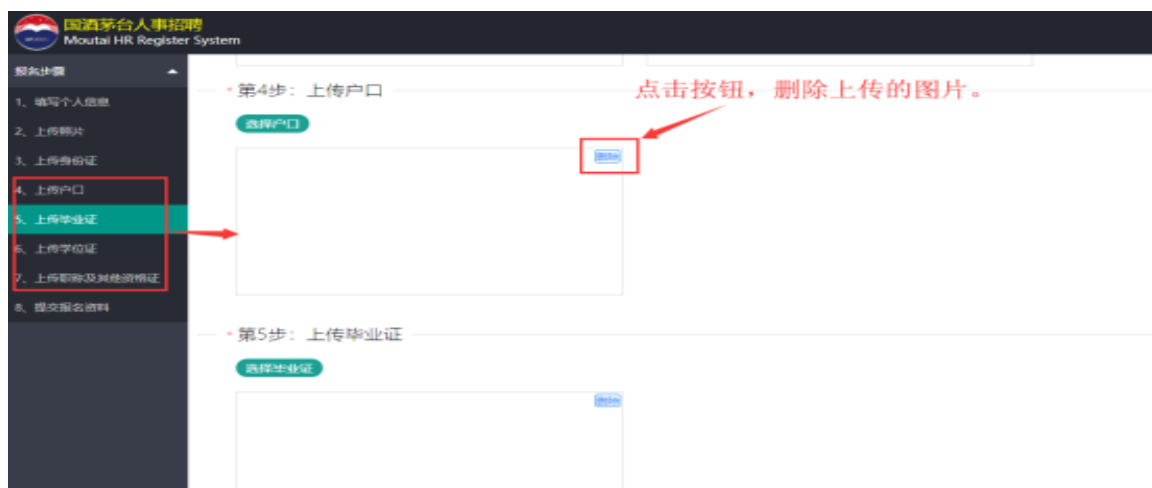 国酒茅台人事招聘
Moutai HR Register System
报名步骤
1、填写个人信息
2、上传照片
3、上传身份证
4、上传户口
5、上传毕业证
6、上传学位证
7、上传职称及其他资格证
8、提交报名资料
*第4步：上传户口
点击按钮，删除上传的图片。
选择户口
删除
*第5步：上传毕业证
选择毕业证
删除